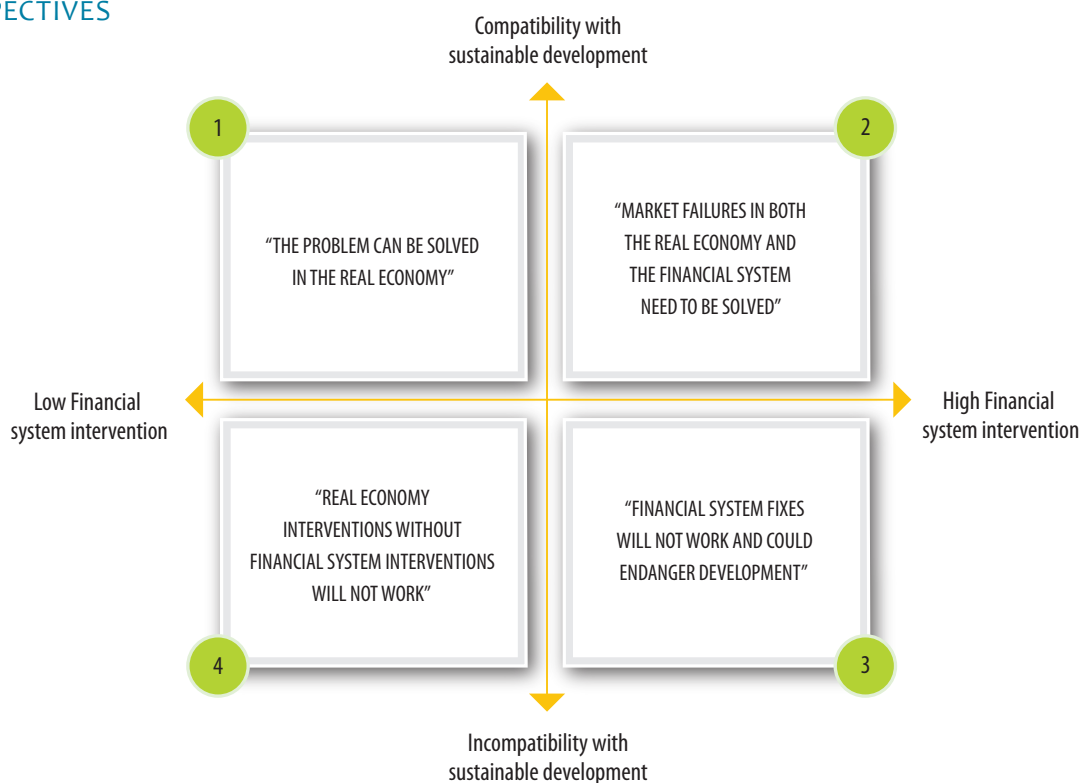 Compatibility with
sustainable development
1
2
“THE PROBLEM CAN BE SOLVED
IN THE REAL ECONOMY”
“MARKET FAILURES IN BOTH
THE REAL ECONOMY AND
THE FINANCIAL SYSTEM
NEED TO BE SOLVED”
Low Financial
system intervention
High Financial
system intervention
“REAL ECONOMY
INTERVENTIONS WITHOUT
FINANCIAL SYSTEM INTERVENTIONS
WILL NOT WORK”
“FINANCIAL SYSTEM FIXES
WILL NOT WORK AND COULD
ENDANGER DEVELOPMENT”
4
3
Incompatibility with
sustainable development